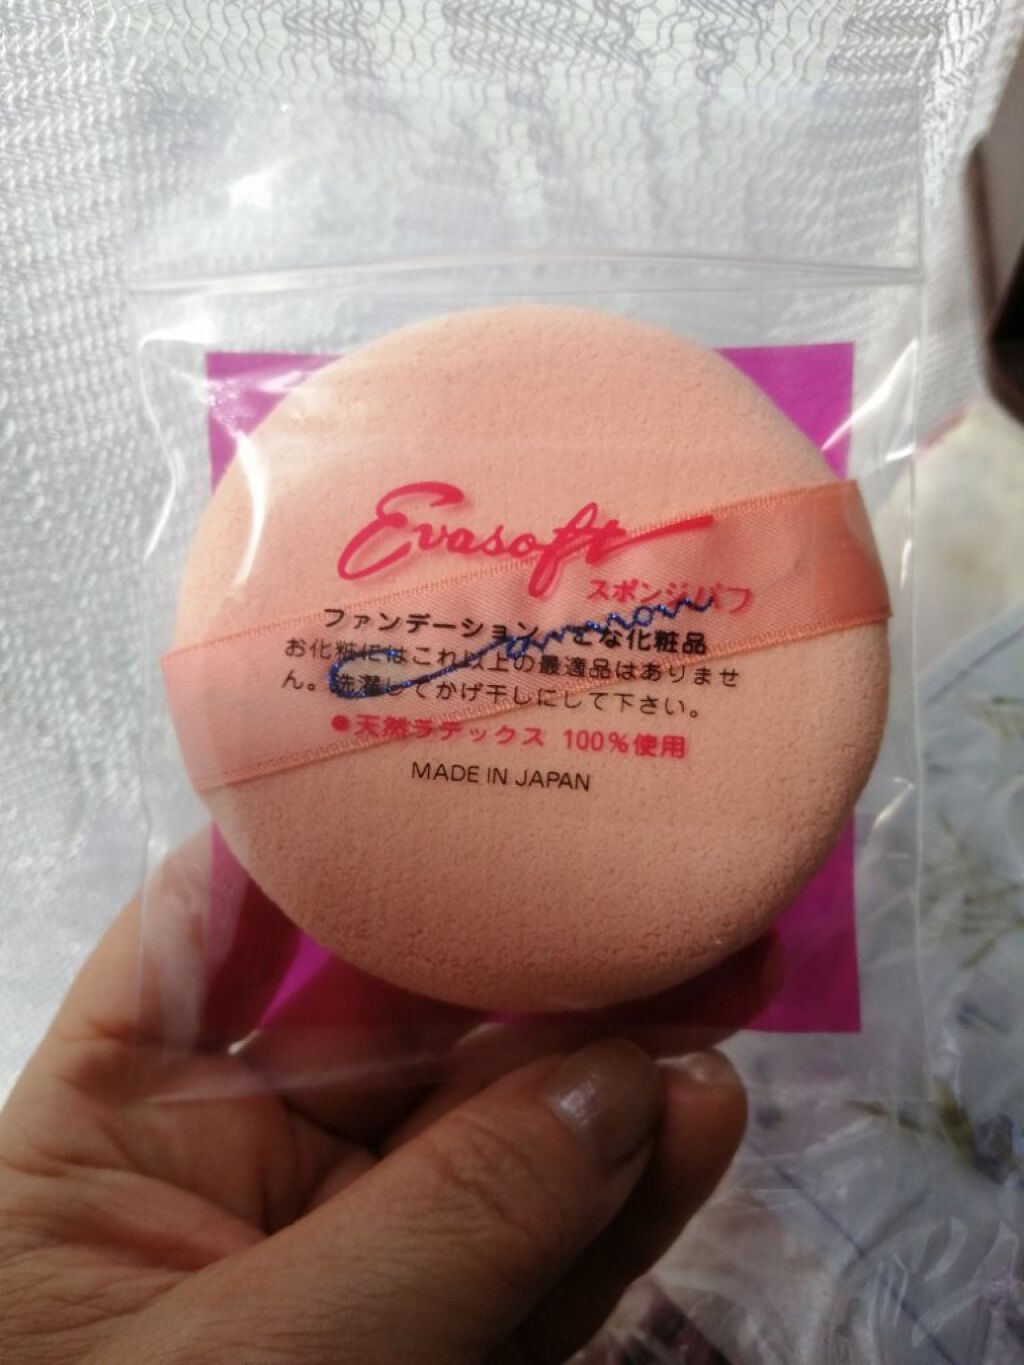 Evasoft
スポンジパフ
ファンデーション な化粧品
お化粧にはこれ以上の最適品はありませ
ん。洗濯してかげ干しにして下さい。
●天然ラテックス 100%使用
MADE IN JAPAN